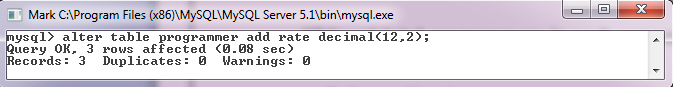 Mark C:\Program Files (x86)\MySQL\MySQL Server 5.1\bin\mysql.exe
mysql> alter table programmer add rate decimal(12,2);
Query OK, 3 rows affected (0.08 sec)
Records: 3  Duplicates: 0  Warnings: 0